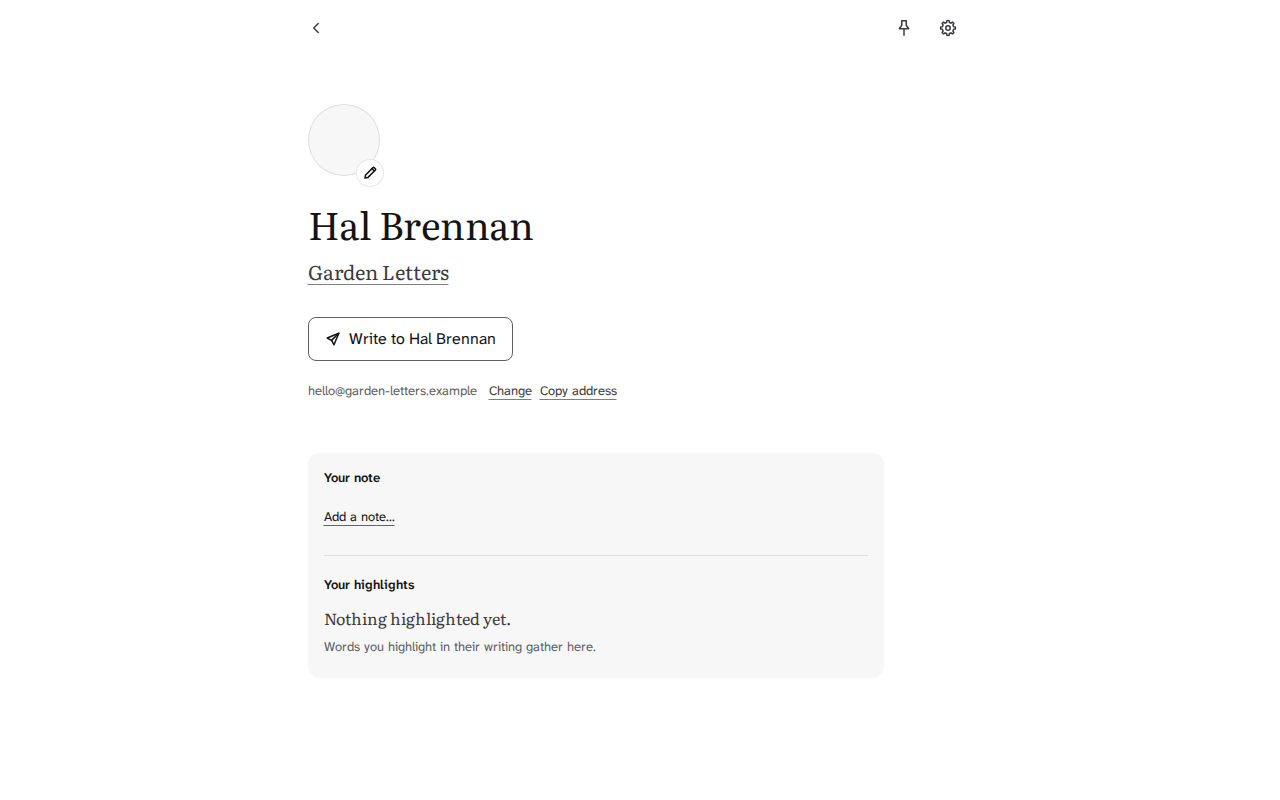 Hal Brennan
Garden Letters
Write to Hal Brennan
hello@garden-letters.example Change Copy address
Your note
Add a note...
Your highlights
Nothing highlighted yet.
Words you highlight in their writing gather here.